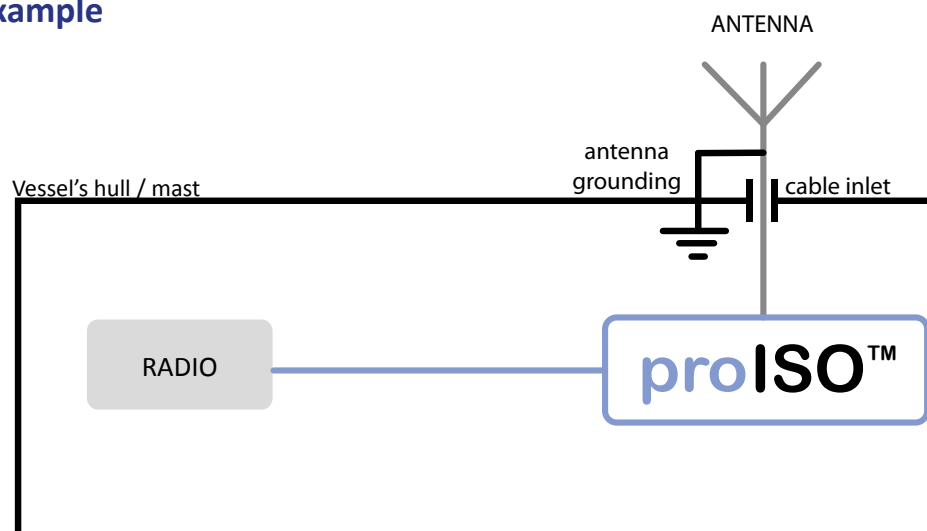 xample
ANTENNA
antenna
grounding
Vessel's hull / mast
cable inlet
RADIO
proISO™